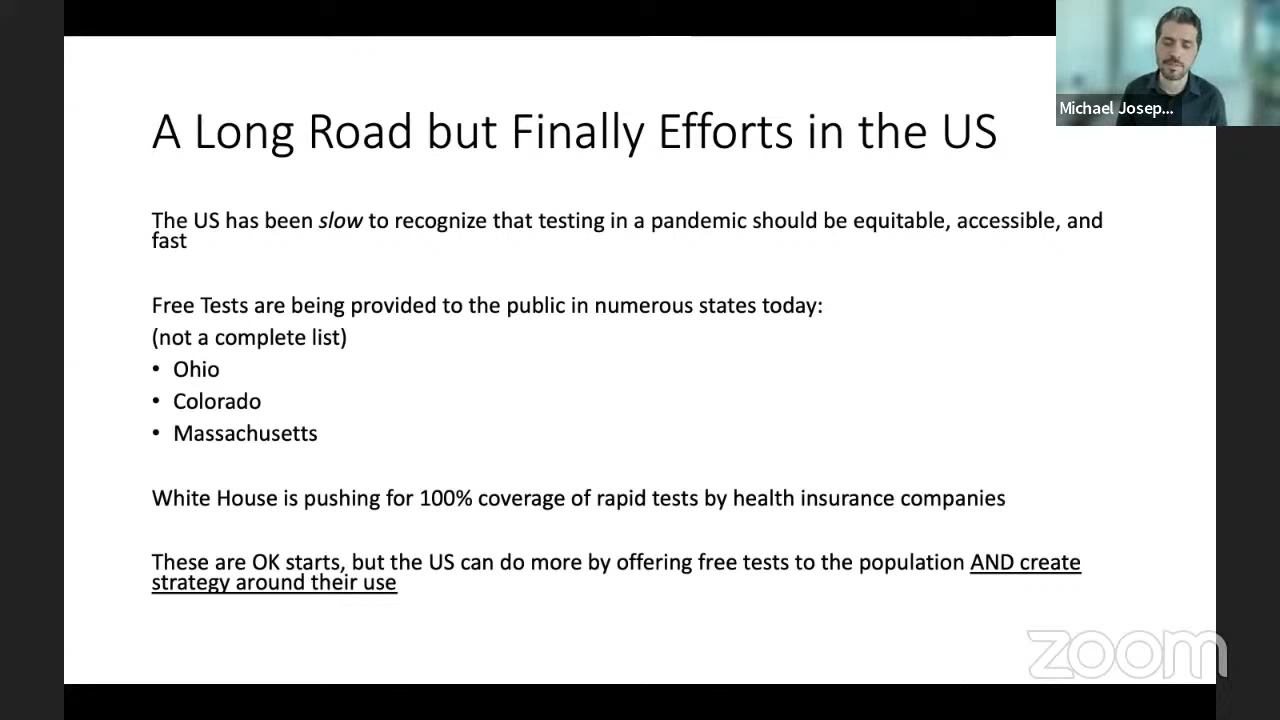 Michael Josep...
A Long Road but Finally Efforts in the US
The US has been slow to recognize that testing in a pandemic should be equitable, accessible, and
fast
Free Tests are being provided to the public in numerous states today:
(not a complete list)
• Ohio
• Colorado
• Massachusetts
White House is pushing for 100% coverage of rapid tests by health insurance companies
These are OK starts, but the US can do more by offering free tests to the population AND create
strategy around their use
zoom